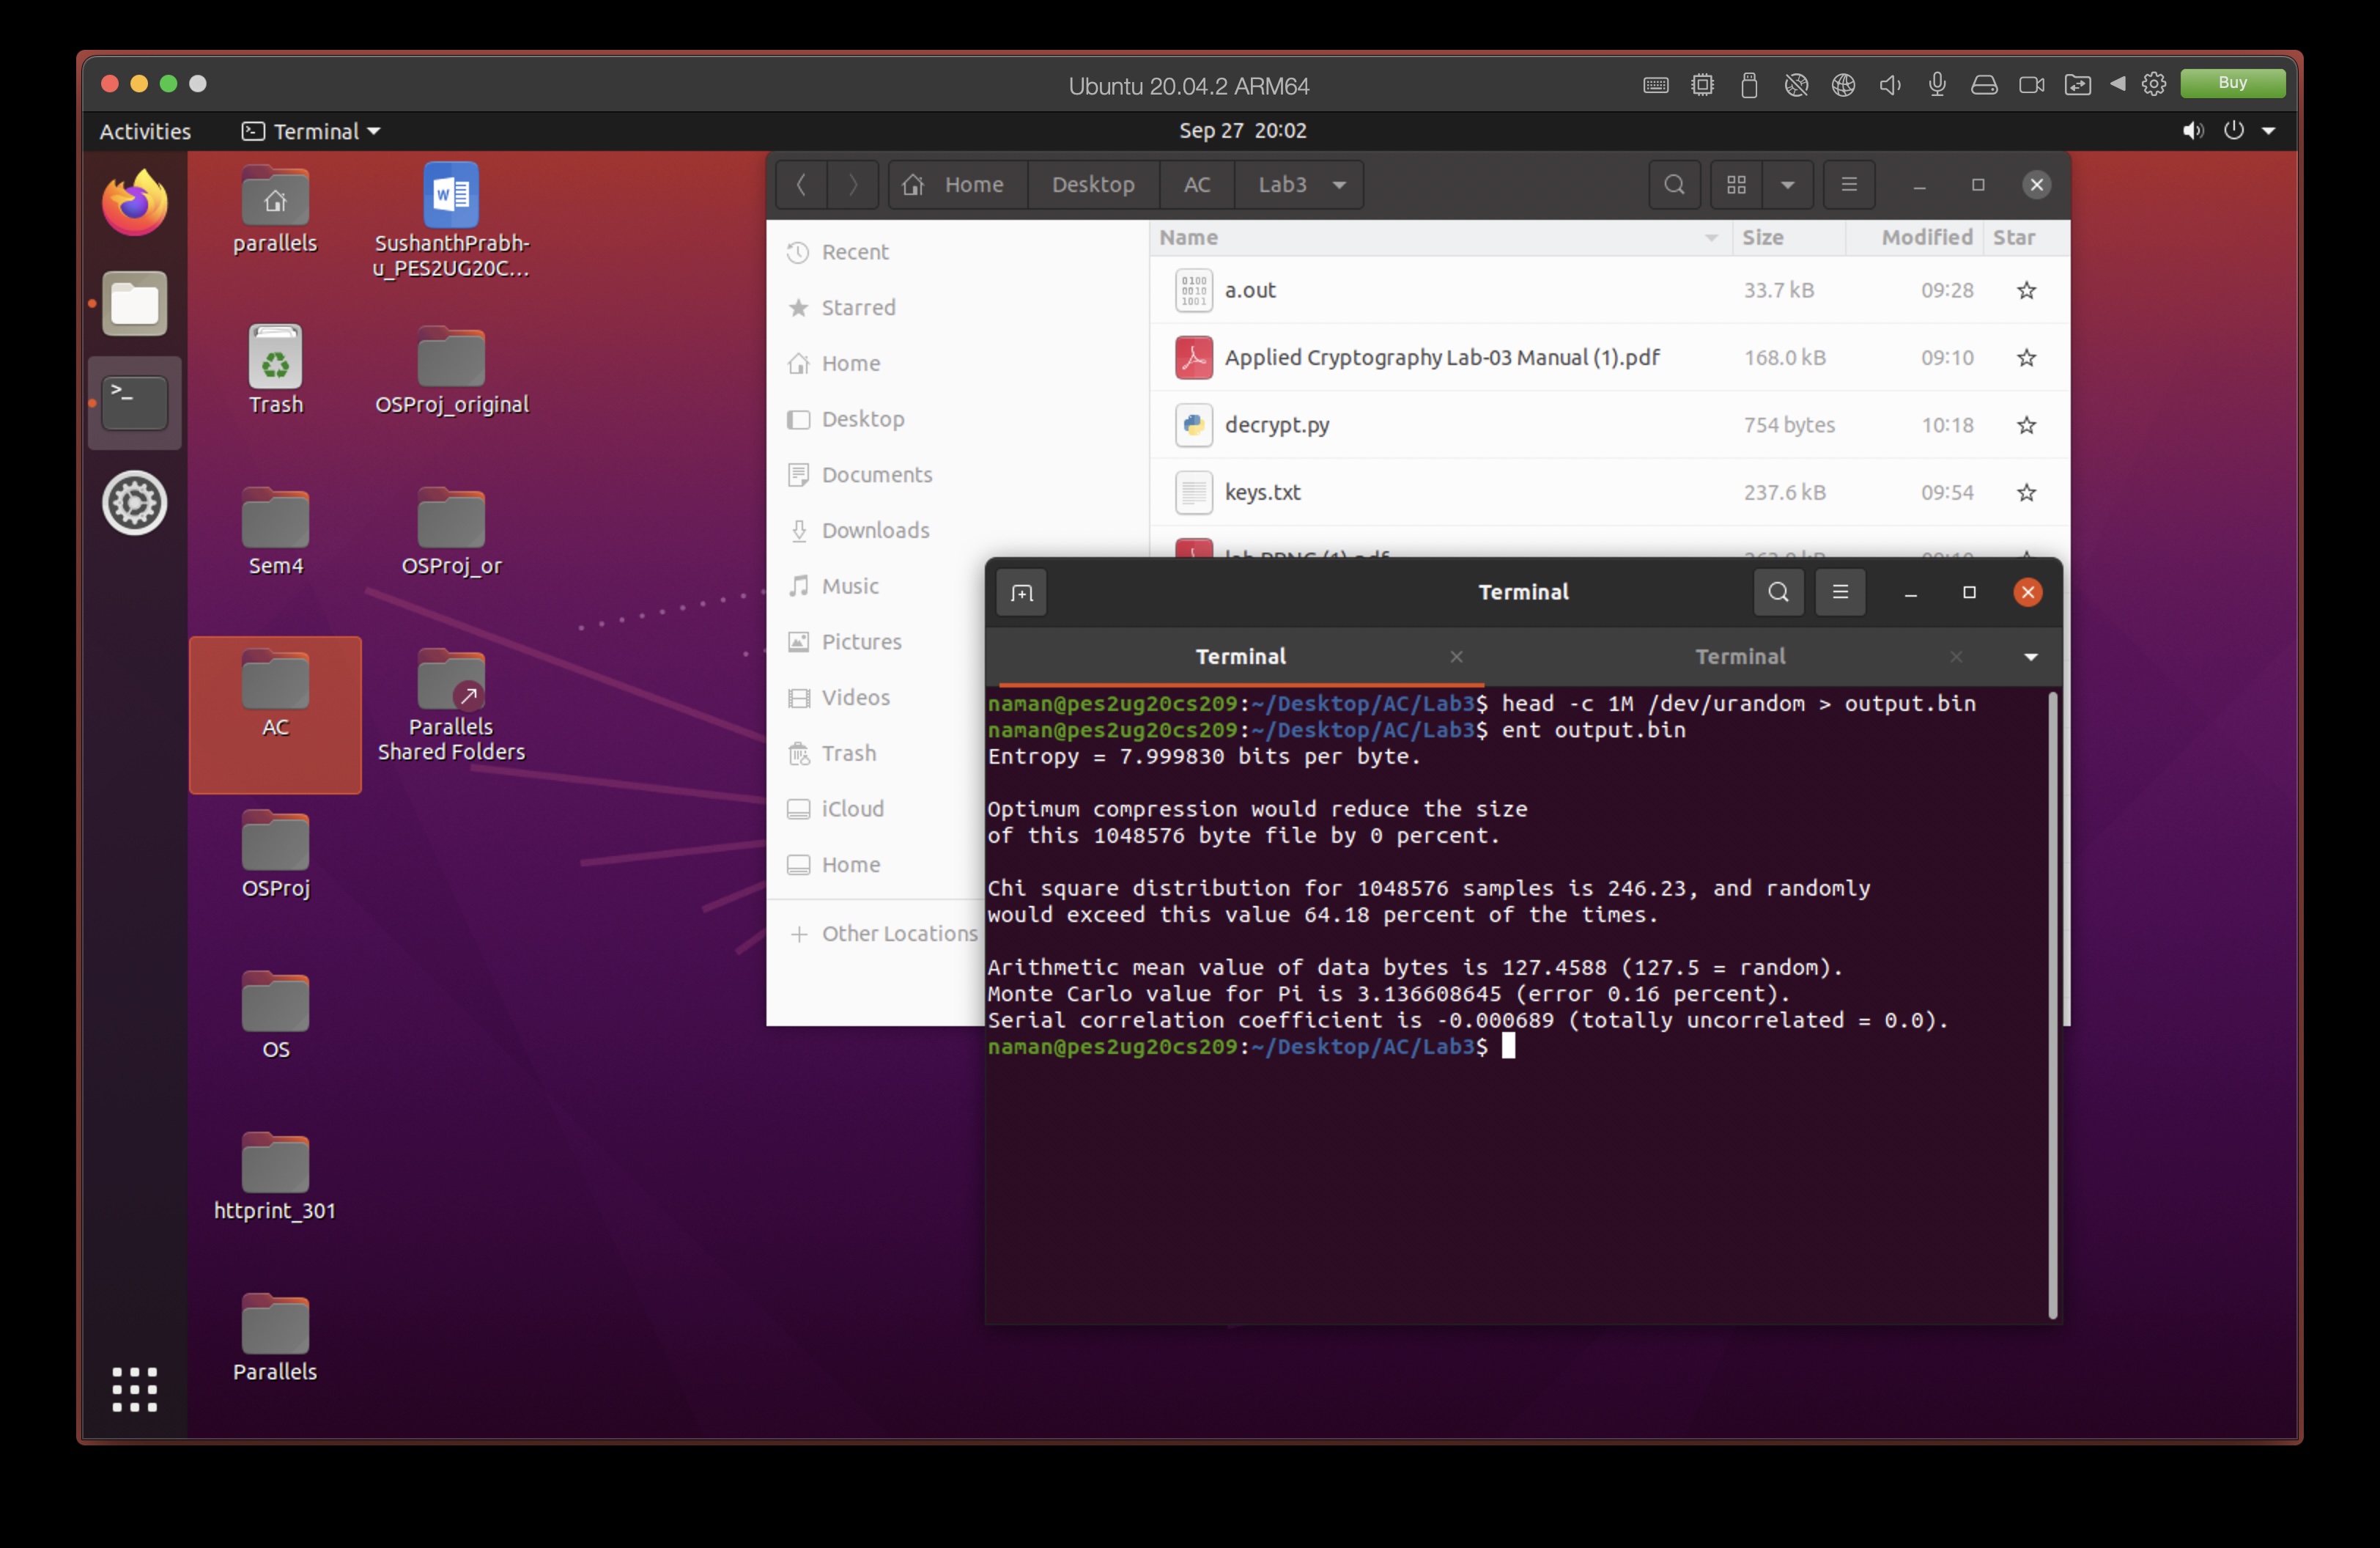 Ubuntu 20.04.2 ARM64
Buy
Activities
Terminal
Sep 27 20:02
parallels
SushanthPrabh-
u_PES2UG20C...
Trash
OSProj_original
Sem4
OSProj_or
AC
Parallels
Shared Folders
OSProj
OS
httprint_301
Parallels
Home
Desktop
AC
Lab3
Recent
Starred
Home
Desktop
Documents
Downloads
Music
Pictures
Videos
Trash
iCloud
Home
Other Locations
Name Size Modified Star
a.out 33.7 kB 09:28
Applied Cryptography Lab-03 Manual (1).pdf 168.0 kB 09:10
decrypt.py 754 bytes 10:18
keys.txt 237.6 kB 09:54
Terminal
Terminal
Terminal
naman@pes2ug20cs209:~/Desktop/AC/Lab3$ head -c 1M /dev/urandom > output.bin
naman@pes2ug20cs209:~/Desktop/AC/Lab3$ ent output.bin
Entropy = 7.999830 bits per byte.
Optimum compression would reduce the size
of this 1048576 byte file by 0 percent.
Chi square distribution for 1048576 samples is 246.23, and randomly
would exceed this value 64.18 percent of the times.
Arithmetic mean value of data bytes is 127.4588 (127.5 = random).
Monte Carlo value for Pi is 3.136608645 (error 0.16 percent).
Serial correlation coefficient is -0.000689 (totally uncorrelated = 0.0).
naman@pes2ug20cs209:~/Desktop/AC/Lab3$